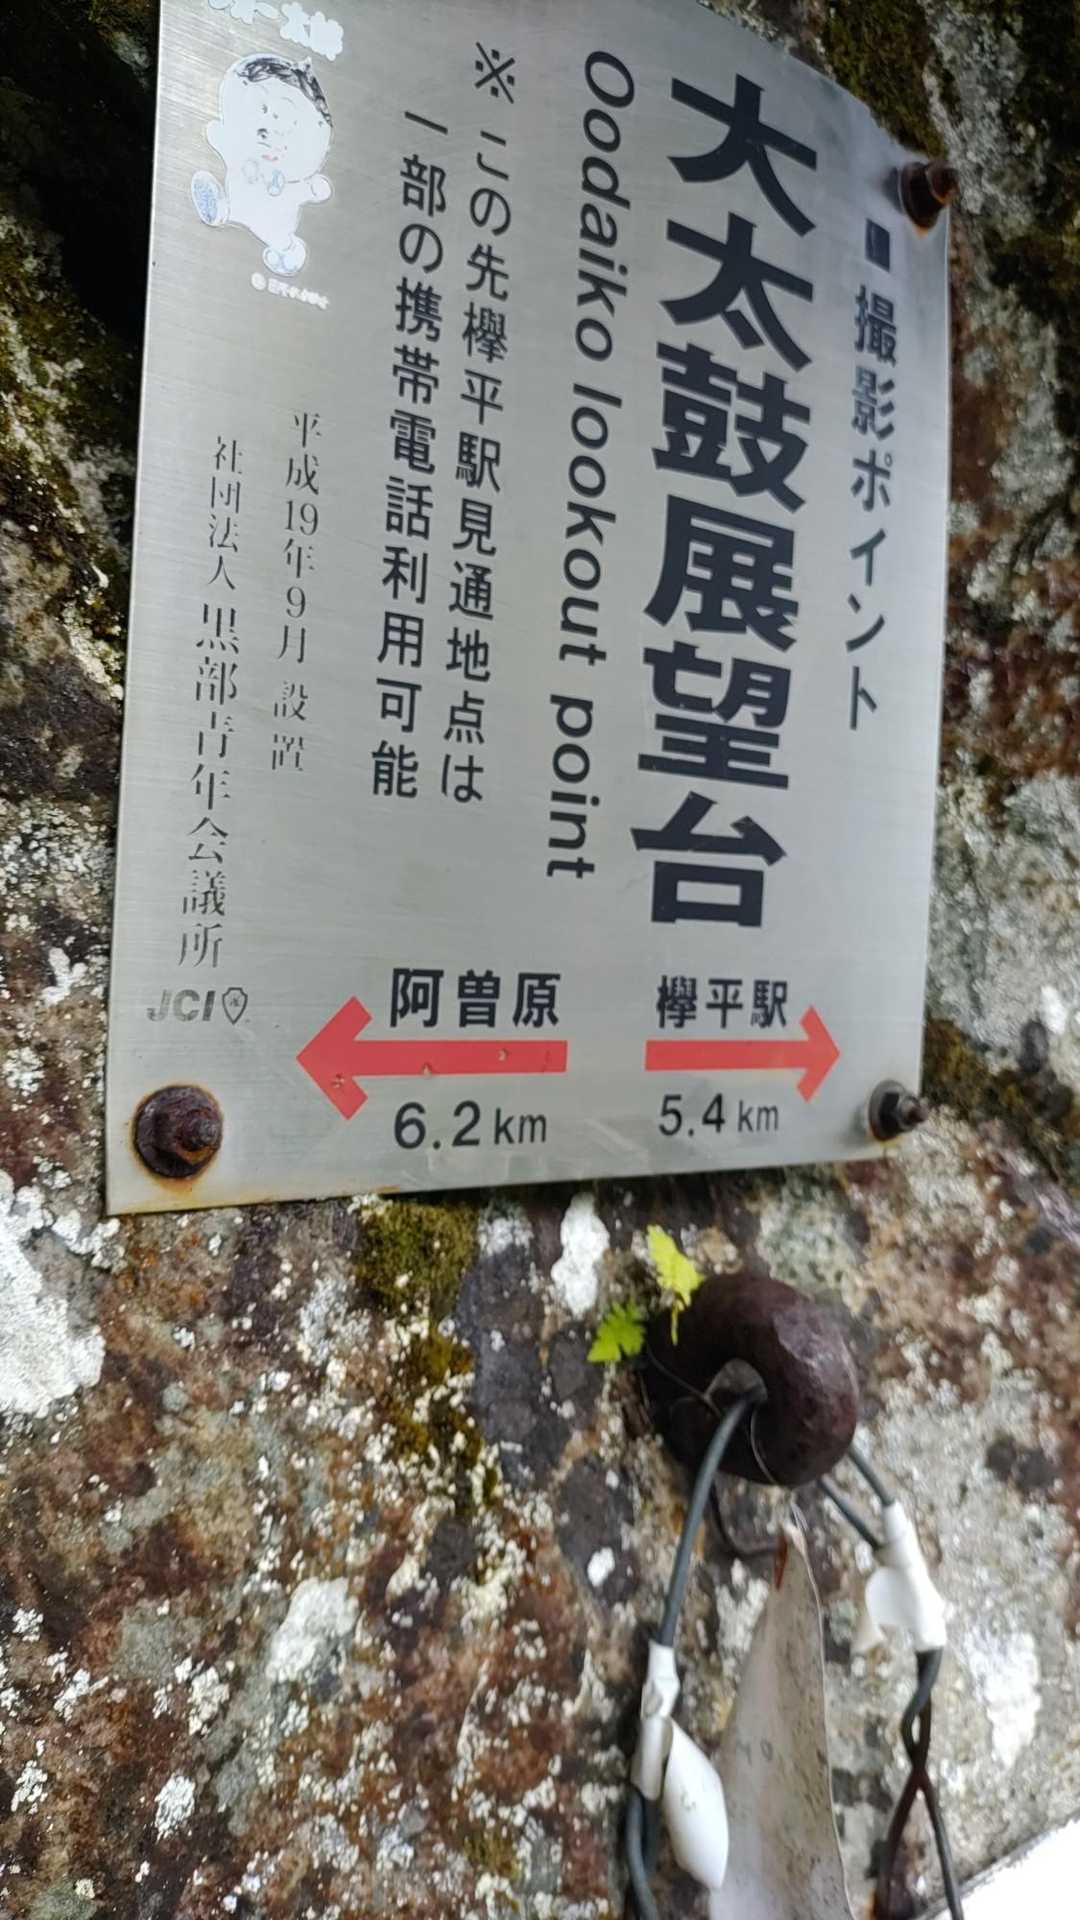 ■撮影ポイント
大太鼓展望台
Oodaiko lookout point
※この先欅平駅見通地点は
一部の携帯電話利用可能
平成19年9月 設置
社団法人 黒部青年会議所
JCI
阿曽原
6.2km
欅平駅
5.4km